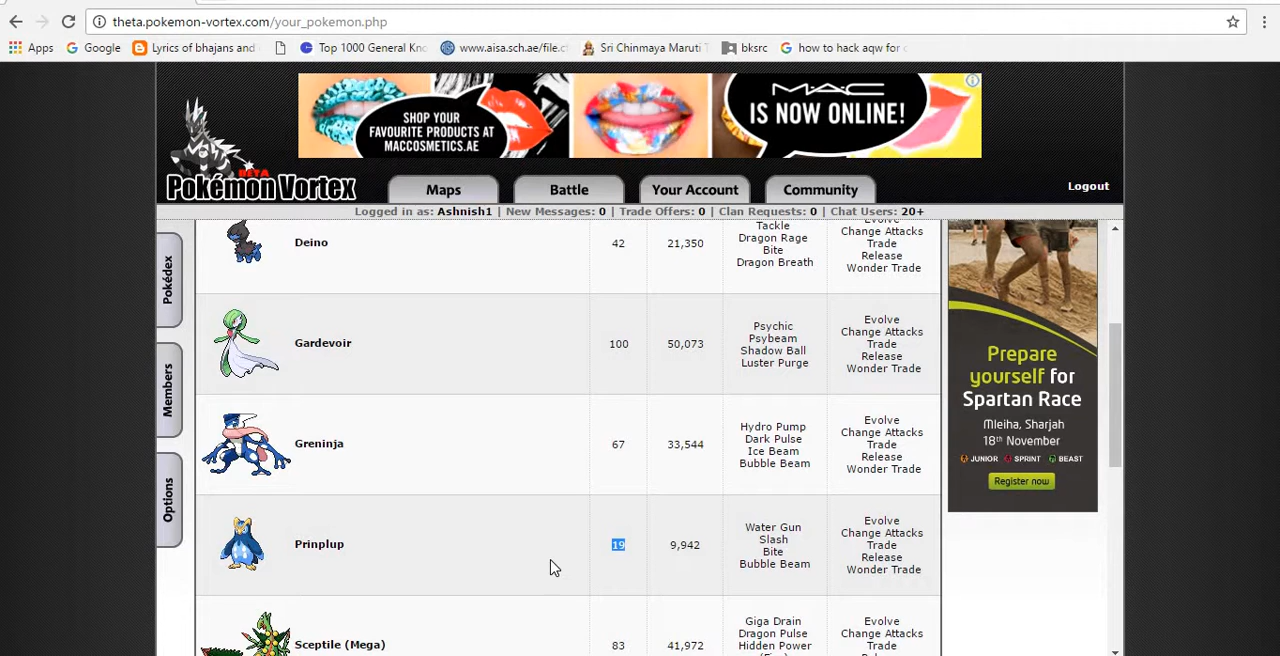 theta.pokemon-vortex.com/your_pokemon.php
Apps
Google
Lyrics of bhajans and
Top 1000 General Kno
www.aisa.sch.ae/file.c
Sri Chinmaya Maruti
bksrc
how to hack aqw for
SHOP YOUR
FAVOURITE PRODUCTS AT
MACCOSMETICS.AE
MAC
IS NOW ONLINE!
BETA
Pokémon Vortex
Maps
Battle
Your Account
Community
Logout
Logged in as: Ashnish1 | New Messages: 0 | Trade Offers: 0 | Clan Requests: 0 | Chat Users: 20+
Pokédex
Members
Options
Deino
42
21,350
Tackle
Dragon Rage
Bite
Dragon Breath
Evolve
Change Attacks
Trade
Release
Wonder Trade
Gardevoir
100
50,073
Psychic
Psybeam
Shadow Ball
Luster Purge
Evolve
Change Attacks
Trade
Release
Wonder Trade
Greninja
67
33,544
Hydro Pump
Dark Pulse
Ice Beam
Bubble Beam
Evolve
Change Attacks
Trade
Release
Wonder Trade
Prinplup
19
9,942
Water Gun
Slash
Bite
Bubble Beam
Evolve
Change Attacks
Trade
Release
Wonder Trade
Sceptile (Mega)
83
41,972
Giga Drain
Dragon Pulse
Hidden Power
Evolve
Change Attacks
Trade
Prepare
yourself for
Spartan Race
Mleiha, Sharjah
18th November
JUNIOR SPRINT BEAST
Register now